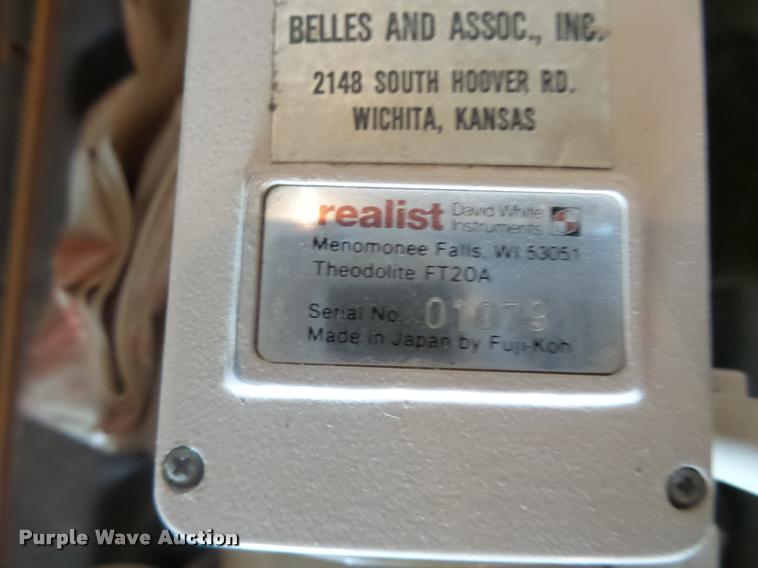 BELLES AND ASSOC., INC.
2148 SOUTH HOOVER RD.
WICHITA, KANSAS
realist David White
Instruments
Menomonee Falls, WI 53051
Theodolite FT20A
Serial No. 01079
Made in Japan by Fuji-Koh
Purple Wave Auction